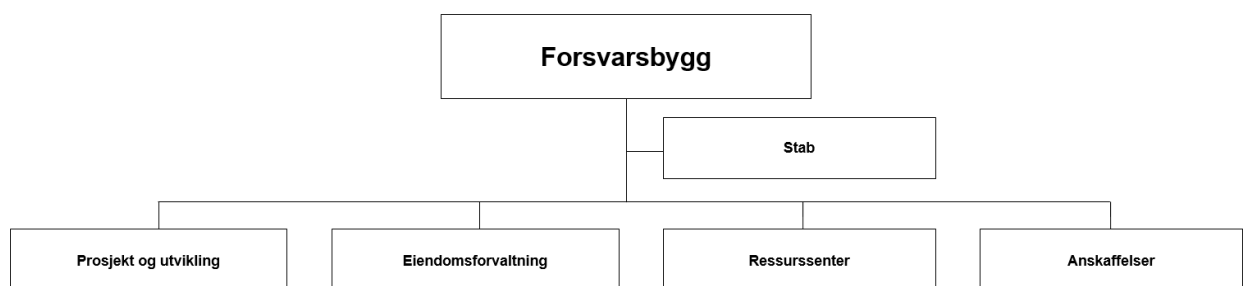 Forsvarsbygg
Stab
Prosjekt og utvikling
Eiendomsforvaltning
Ressurssenter
Anskaffelser